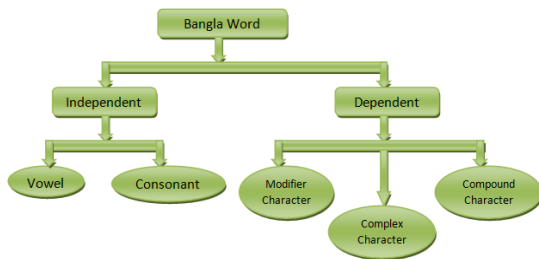 Bangla Word
Independent
Dependent
Vowel
Consonant
Modifier
Character
Complex
Character
Compound
Character